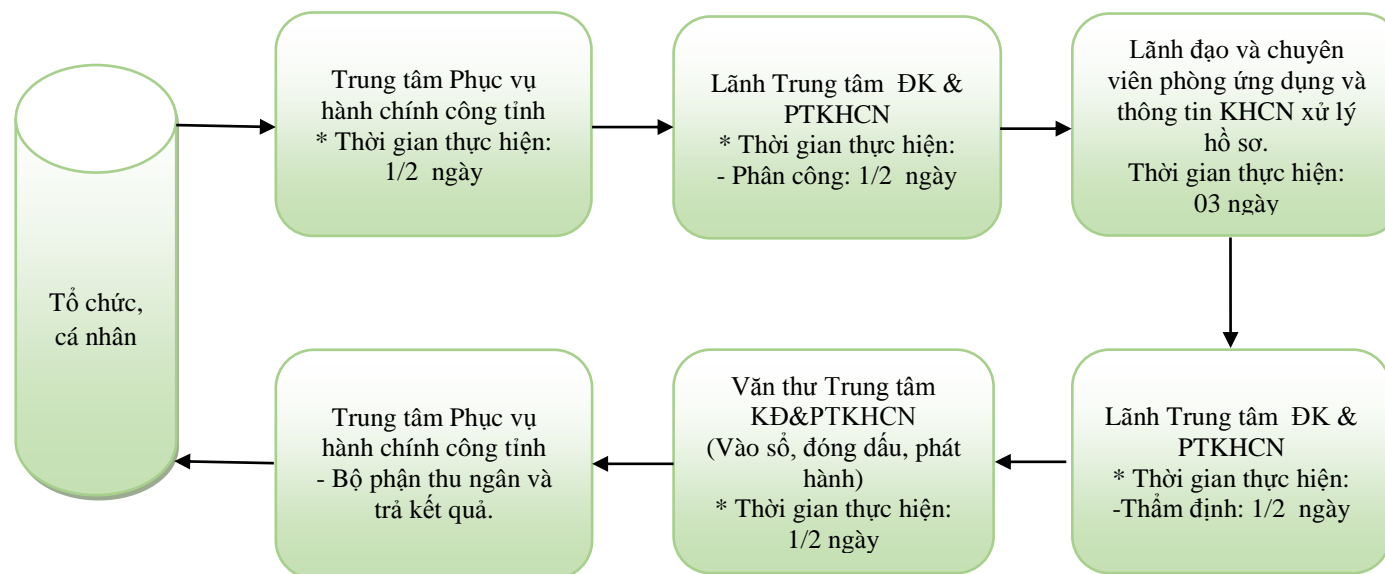 Tổ chức,
cá nhân
Trung tâm Phục vụ
hành chính công tỉnh
* Thời gian thực hiện:
1/2 ngày
Lãnh Trung tâm ĐK &
PTKHCN
* Thời gian thực hiện:
- Phân công: 1/2 ngày
Lãnh đạo và chuyên
viên phòng ứng dụng và
thông tin KHCN xử lý
hồ sơ.
Thời gian thực hiện:
03 ngày
Lãnh Trung tâm ĐK &
PTKHCN
* Thời gian thực hiện:
-Thẩm định: 1/2 ngày
Văn thư Trung tâm
KĐ&PTKHCN
(Vào sổ, đóng dấu, phát
hành)
* Thời gian thực hiện:
1/2 ngày
Trung tâm Phục vụ
hành chính công tỉnh
- Bộ phận thu ngân và
trả kết quả.